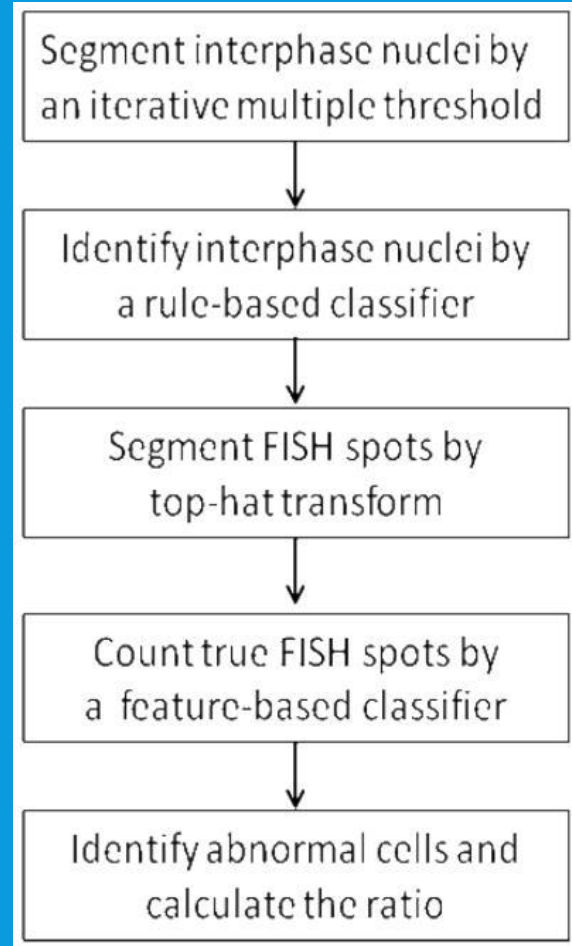 Segment interphase nuclei by
an iterative multiple threshold
Identify interphase nuclei by
a rule-based classifier
Segment FISH spots by
top-hat transform
Count true FISH spots by
a feature-based classifier
Identify abnormal cells and
calculate the ratio